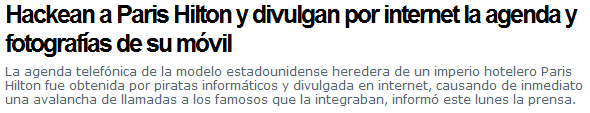 Hackean a Paris Hilton y divulgan por internet la agenda y
fotografías de su móvil
La agenda telefónica de la modelo estadounidense heredera de un imperio hotelero Paris
Hilton fue obtenida por piratas informáticos y divulgada en internet, causando de inmediato
una avalancha de llamadas a los famosos que la integraban, informó este lunes la prensa.